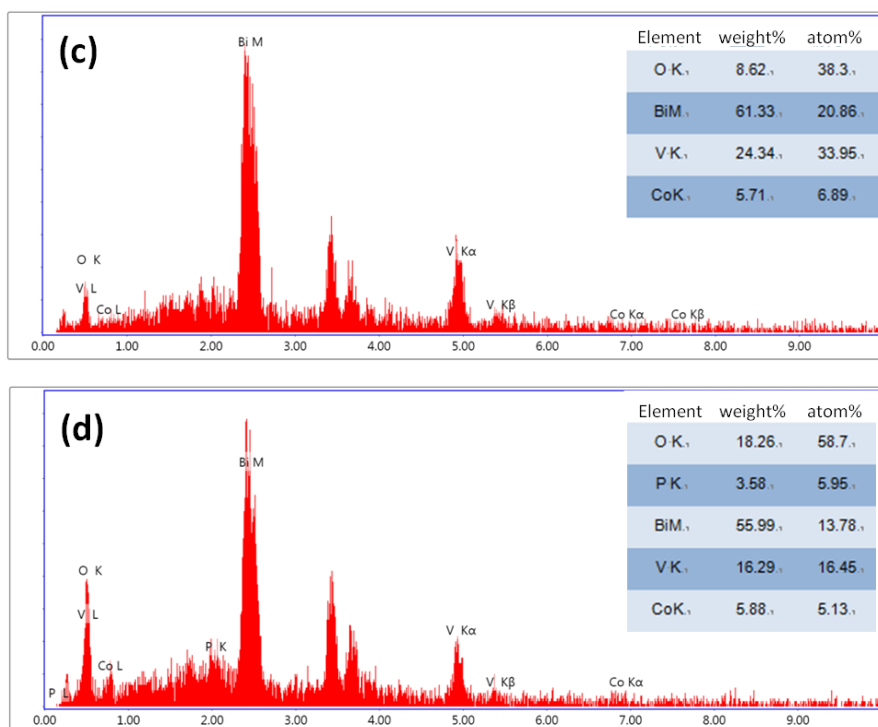 (c)
Bi M
O K
V L
Co L
V Kα
V Kβ
Co Kα
Co Kβ
0.00 1.00 2.00 3.00 4.00 5.00 6.00 7.00 8.00 9.00
Element weight% atom%
O K 8.62 38.3
BiM 61.33 20.86
V K 24.34 33.95
CoK 5.71 6.89
(d)
Bi M
O K
V L
Co L
P L
P K
V Kα
V Kβ
Co Kα
0.00 1.00 2.00 3.00 4.00 5.00 6.00 7.00 8.00 9.00
Element weight% atom%
O K 18.26 58.7
P K 3.58 5.95
BiM 55.99 13.78
V K 16.29 16.45
CoK 5.88 5.13